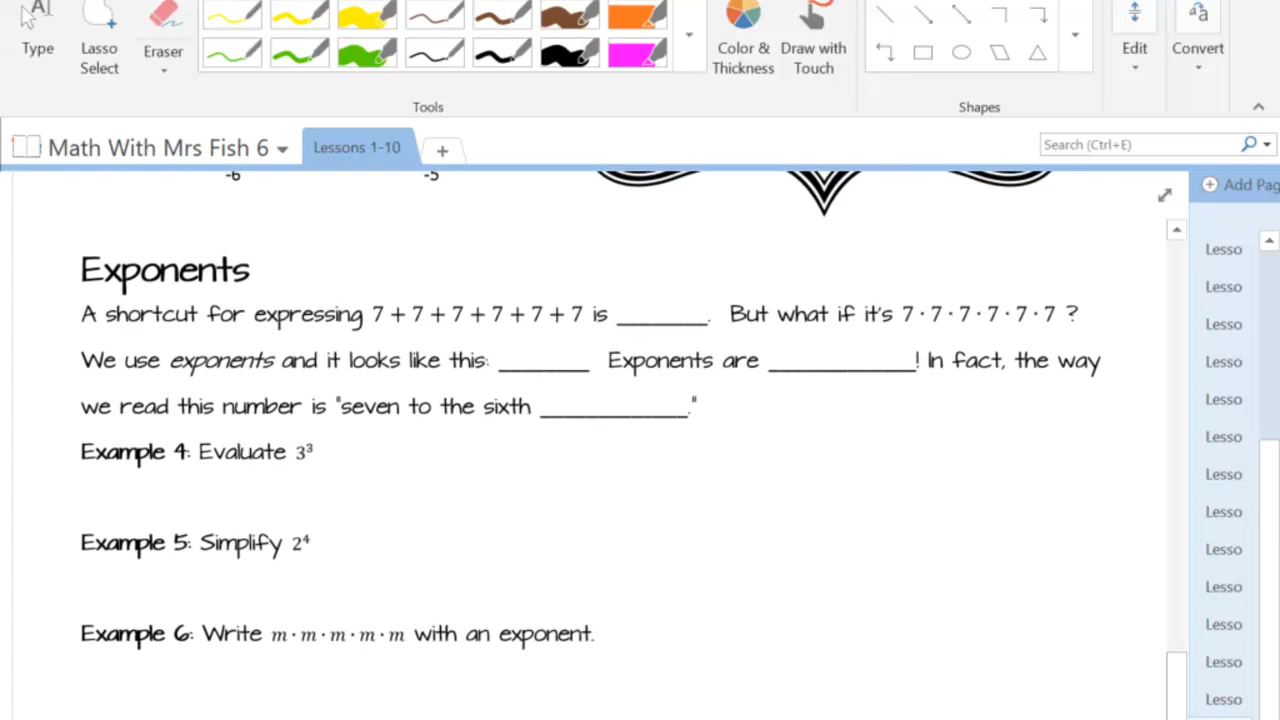 Type
Lasso
Select
Eraser
Color &
Thickness
Draw with
Touch
Edit
Convert
Tools
Shapes
Math With Mrs Fish 6
Lessons 1-10
+
Search (Ctrl+E)
Add Pag
-6
-5
Exponents
A shortcut for expressing 7 + 7 + 7 + 7 + 7 + 7 is ________. But what if it's 7 · 7 · 7 · 7 · 7 · 7 ?
We use exponents and it looks like this: ________ Exponents are _____________! In fact, the way
we read this number is "seven to the sixth _____________."
Example 4: Evaluate 3³
Example 5: Simplify 2⁴
Example 6: Write m · m · m · m · m with an exponent.
Lesso
Lesso
Lesso
Lesso
Lesso
Lesso
Lesso
Lesso
Lesso
Lesso
Lesso
Lesso
Lesso